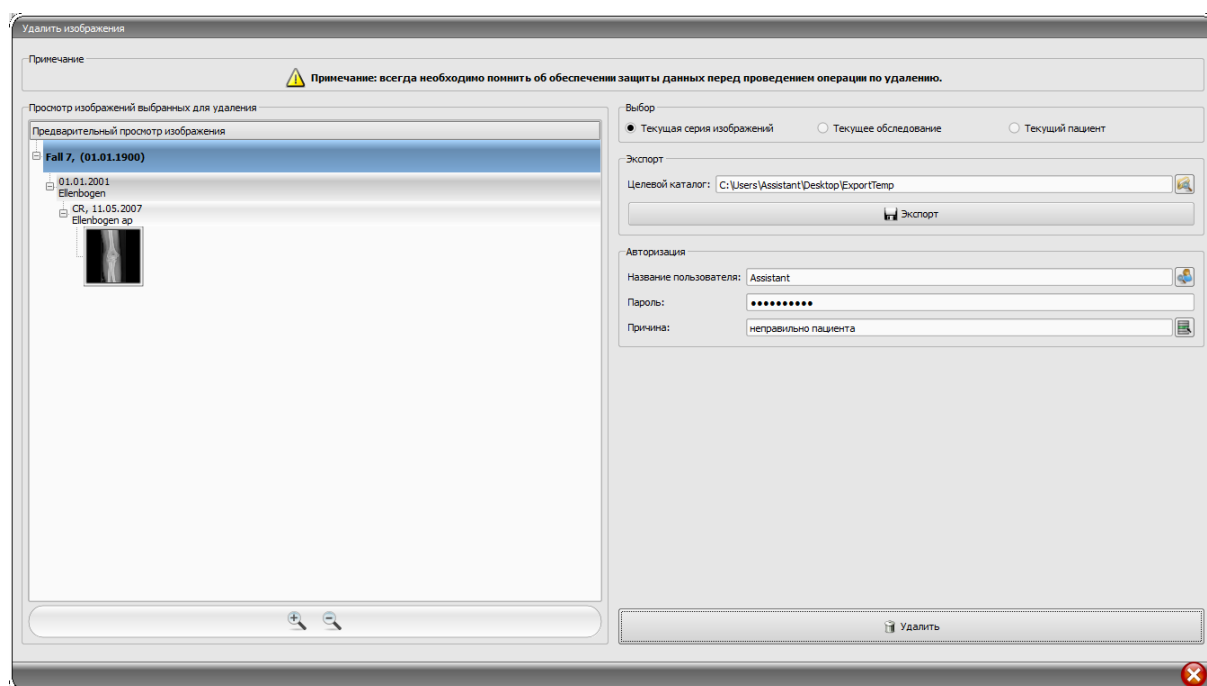 Удалить изображения
Примечание
Примечание: всегда необходимо помнить об обеспечении защиты данных перед проведением операции по удалению.
Просмотр изображений выбранных для удаления
Предварительный просмотр изображения
Fall 7, (01.01.1900)
01.01.2001
Ellenbogen
CR, 11.05.2007
Ellenbogen ap
Выбор
Текущая серия изображений
Текущее обследование
Текущий пациент
Экспорт
Целевой каталог: C:\Users\Assistant\Desktop\ExportTemp
Экспорт
Авторизация
Название пользователя: Assistant
Пароль: ••••••••••
Причина: неправильно пациента
Удалить